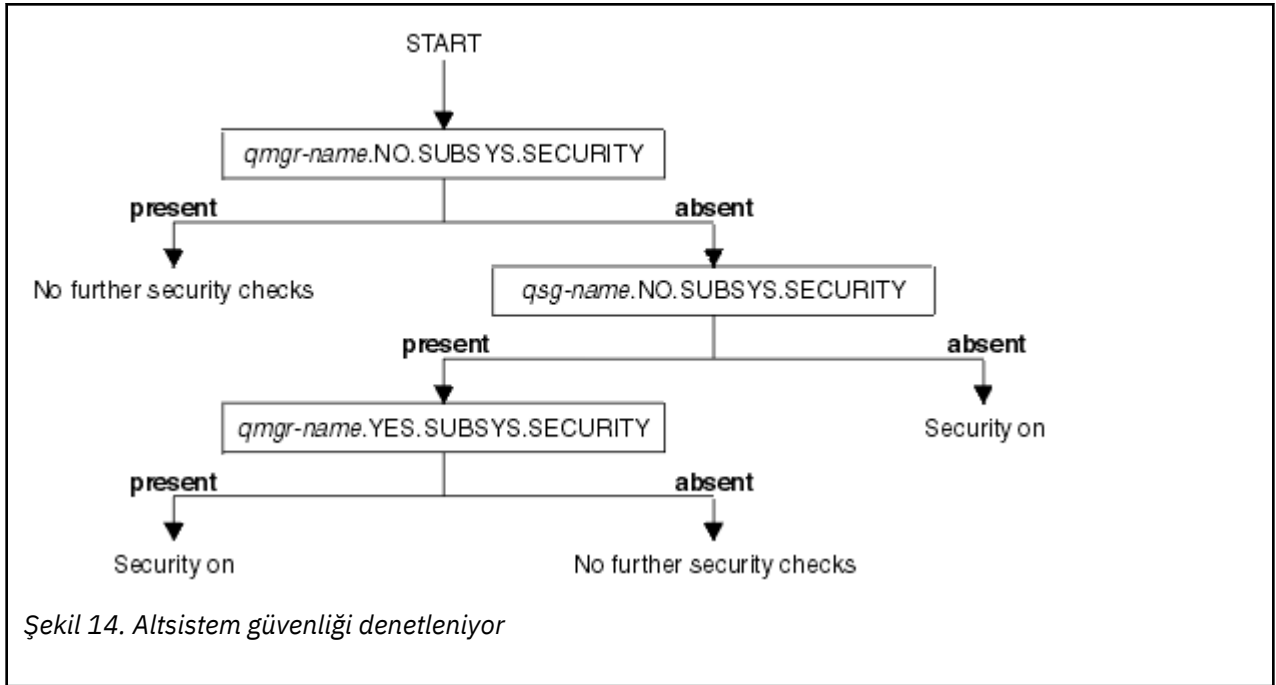 START
qmgr-name.NO.SUBSYS.SECURITY
present absent
No further security checks
qsg-name.NO.SUBSYS.SECURITY
present absent
qmgr-name.YES.SUBSYS.SECURITY
Security on
present absent
Security on
No further security checks
Şekil 14. Altsistem güvenliği denetleniyor